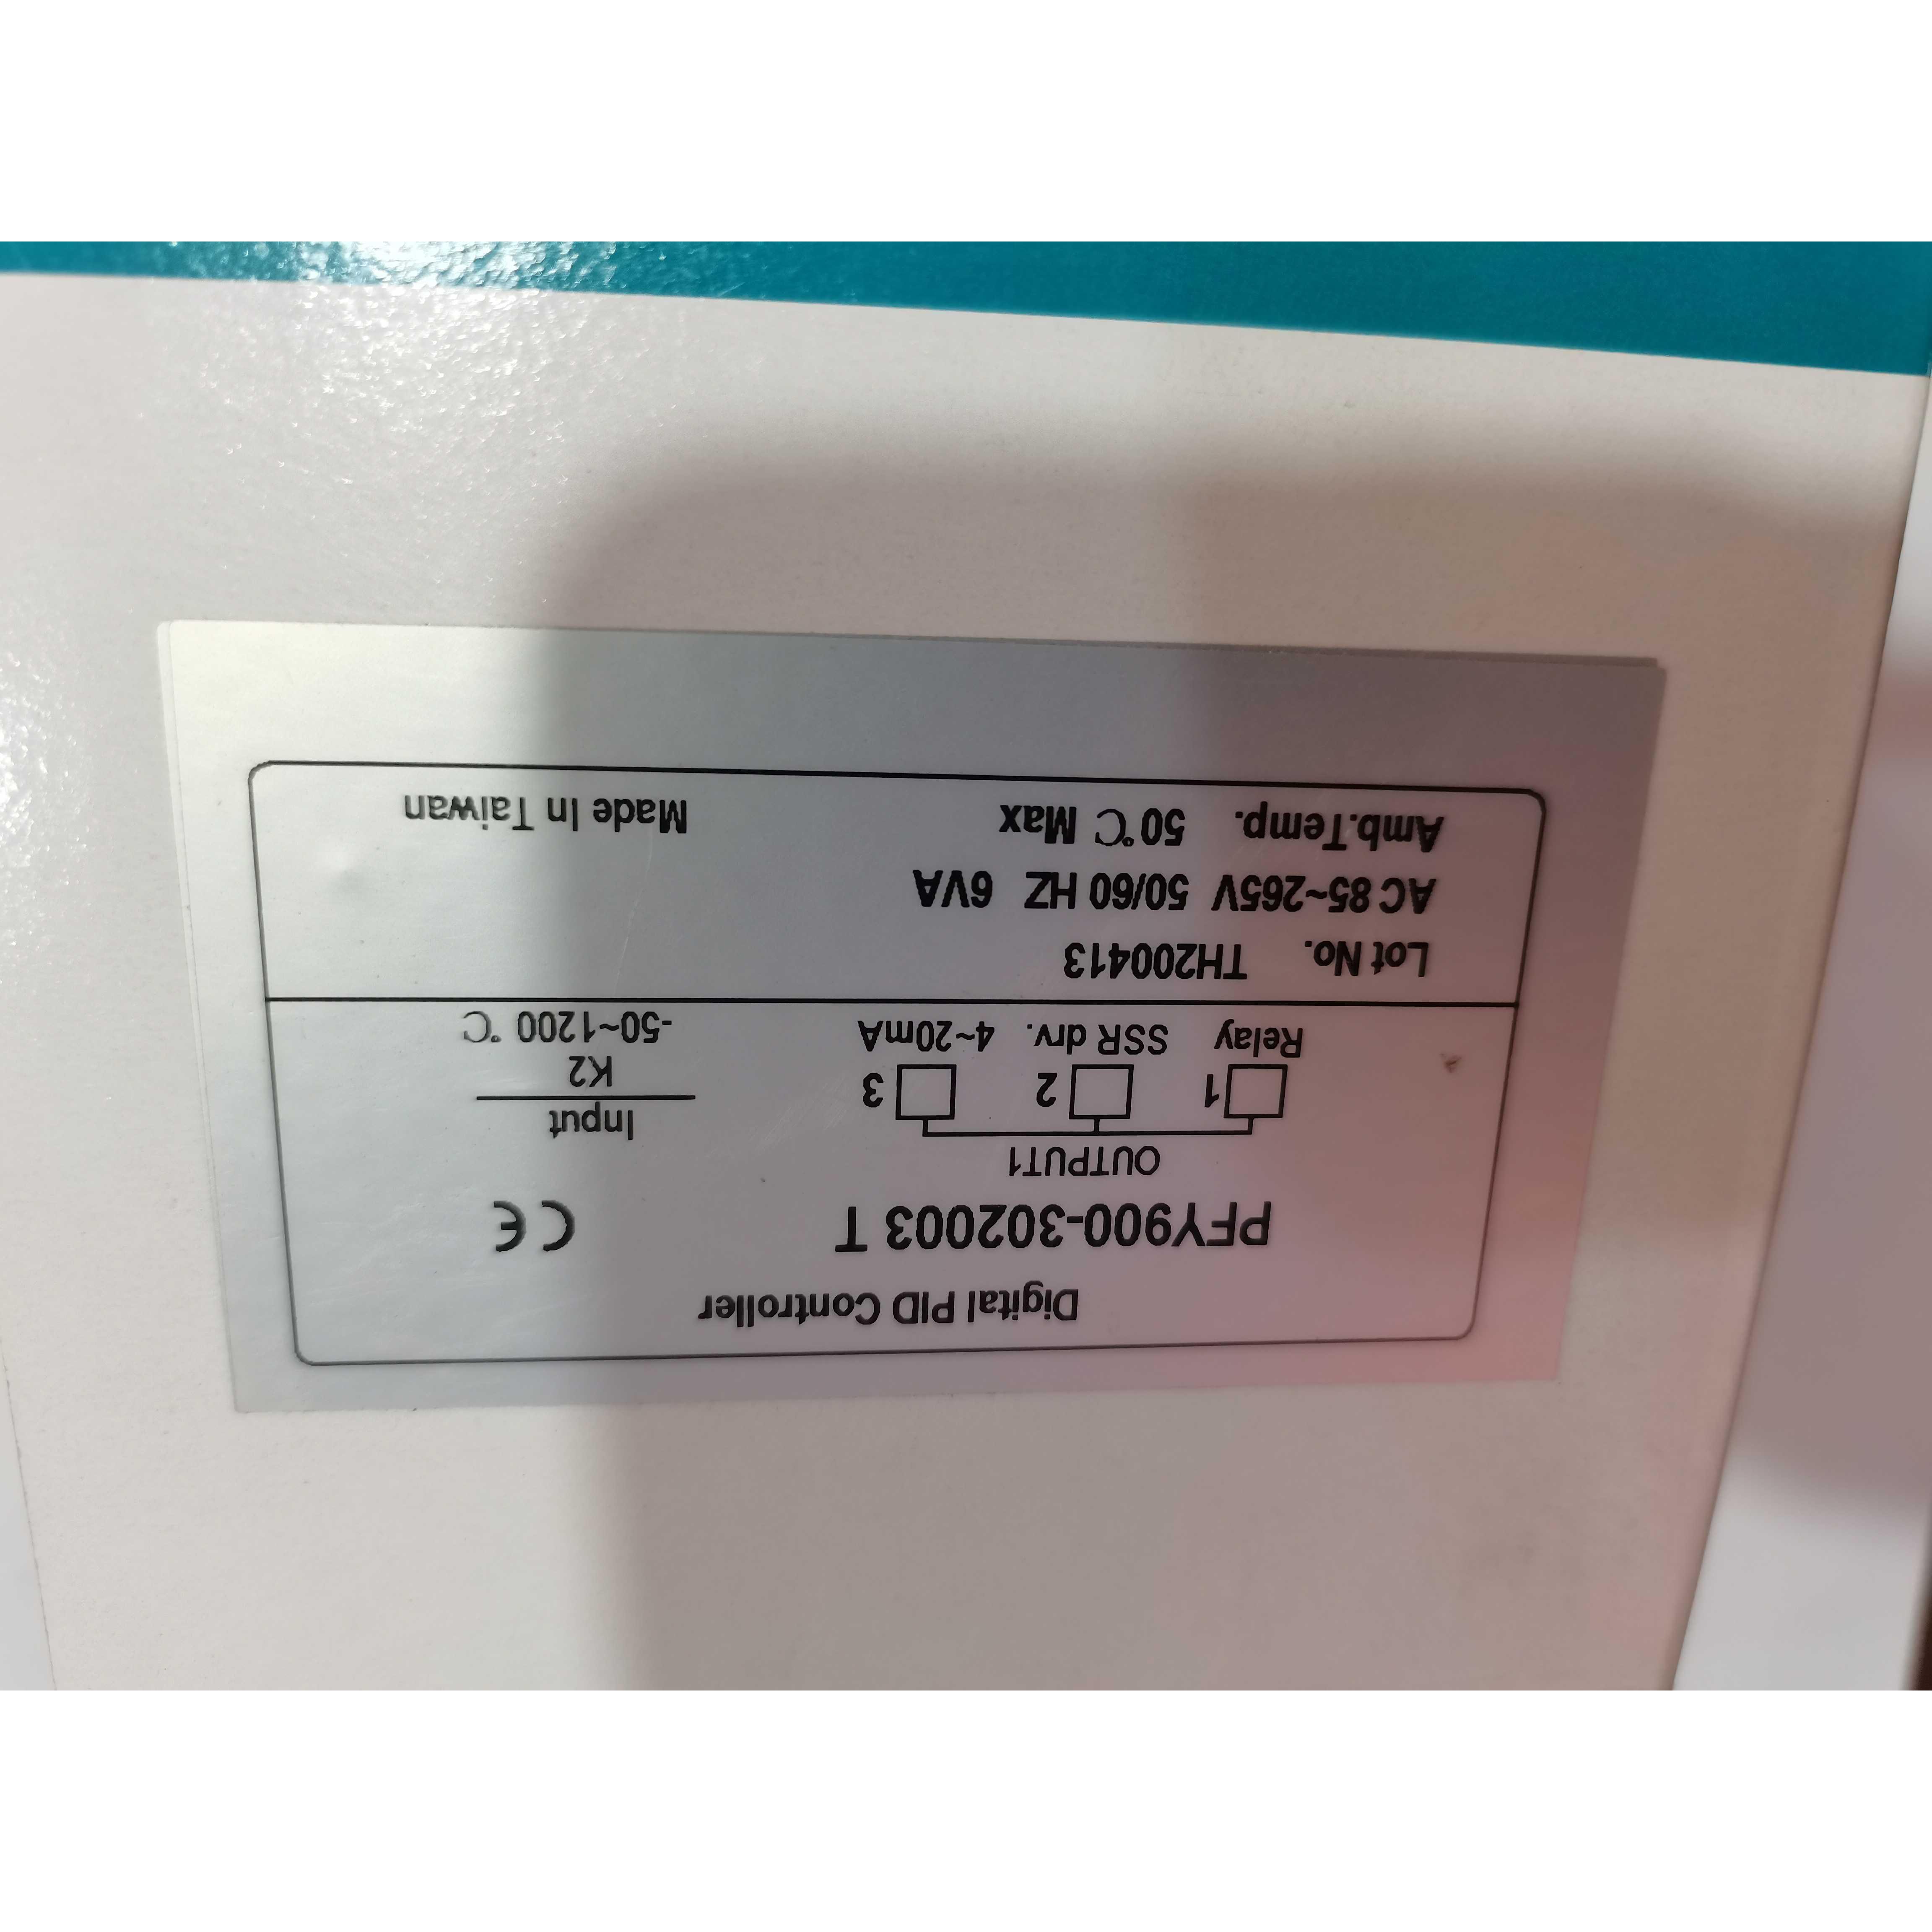 Digital PID Controller
PFY900-302003 T CE
OUTPUT1
1 2 3
Relay SSR drv. 4~20mA
Input
K2
-50~1200 °C
Lot No. TH200413
AC 85~265V 50/60 HZ 6VA
Amb.Temp. 50°C Max
Made In Taiwan